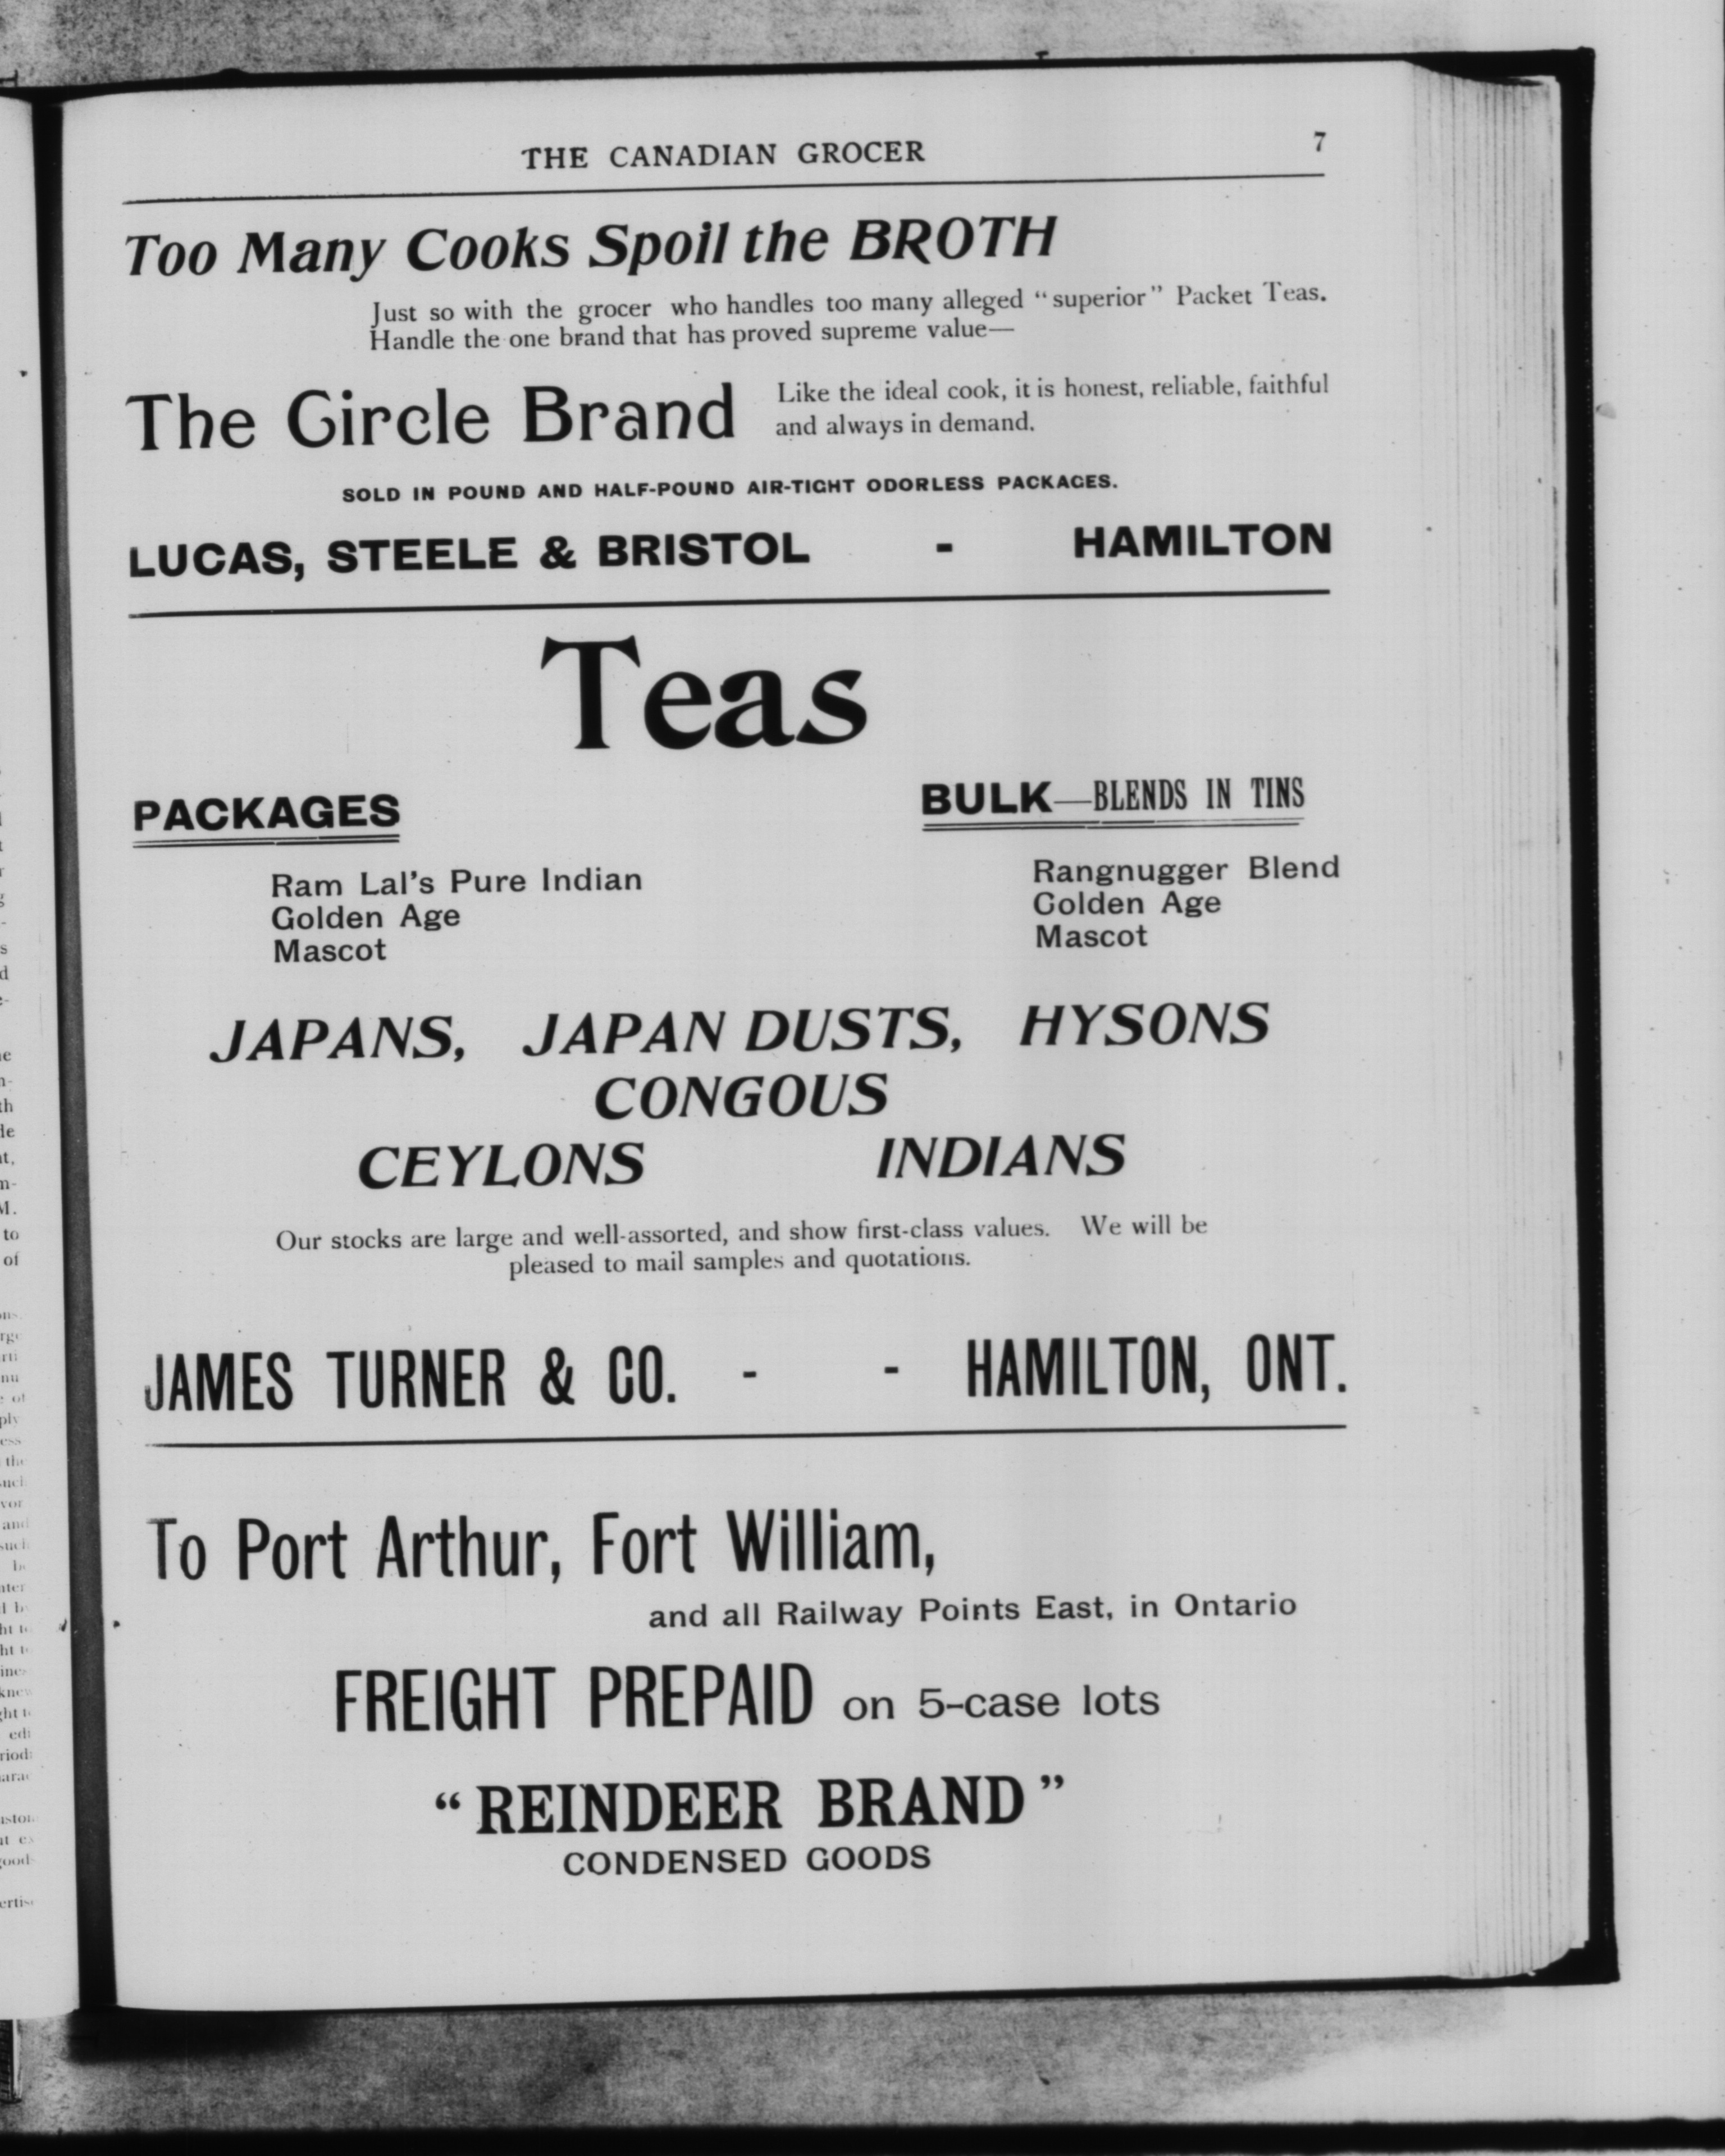 THE CANADIAN GROCER 7
Too Many Cooks Spoil the BROTH
Just so with the grocer who handles too many alleged "superior" Packet Teas.
Handle the one brand that has proved supreme value—
The Circle Brand
Like the ideal cook, it is honest, reliable, faithful
and always in demand.
SOLD IN POUND AND HALF-POUND AIR-TIGHT ODORLESS PACKAGES.
LUCAS, STEELE & BRISTOL - HAMILTON
Teas
PACKAGES
Ram Lal's Pure Indian
Golden Age
Mascot
BULK—BLENDS IN TINS
Rangnugger Blend
Golden Age
Mascot
JAPANS, JAPAN DUSTS, HYSONS
CONGOUS
CEYLONS INDIANS
Our stocks are large and well-assorted, and show first-class values. We will be
pleased to mail samples and quotations.
JAMES TURNER & CO. - - HAMILTON, ONT.
To Port Arthur, Fort William,
and all Railway Points East, in Ontario
FREIGHT PREPAID on 5-case lots
"REINDEER BRAND"
CONDENSED GOODS